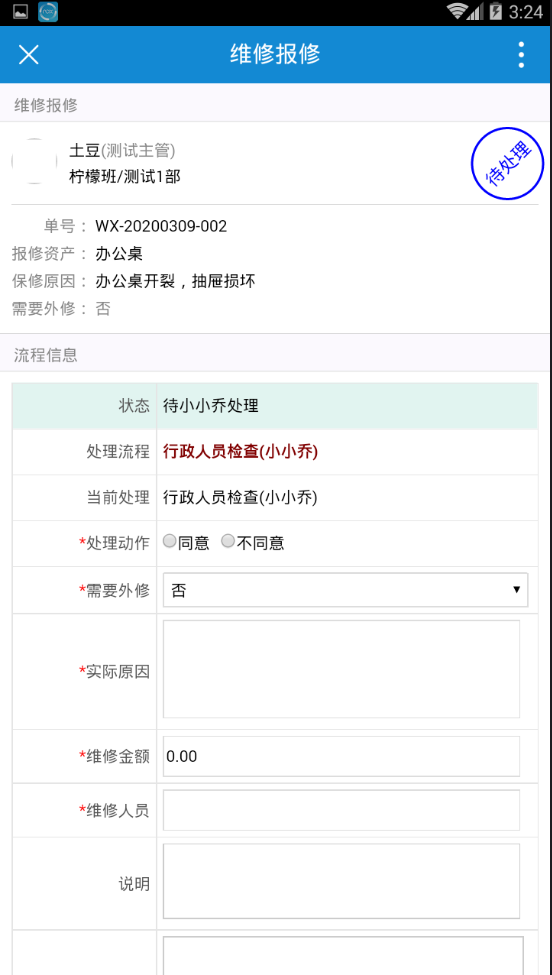 3:24
维修报修
维修报修
土豆(测试主管)
柠檬班/测试1部
待处理
单号： WX-20200309-002
报修资产： 办公桌
保修原因： 办公桌开裂，抽屉损坏
需要外修： 否
流程信息
状态 待小小乔处理
处理流程 行政人员检查(小小乔)
当前处理 行政人员检查(小小乔)
*处理动作 同意 不同意
*需要外修 否
*实际原因
*维修金额 0.00
*维修人员
说明